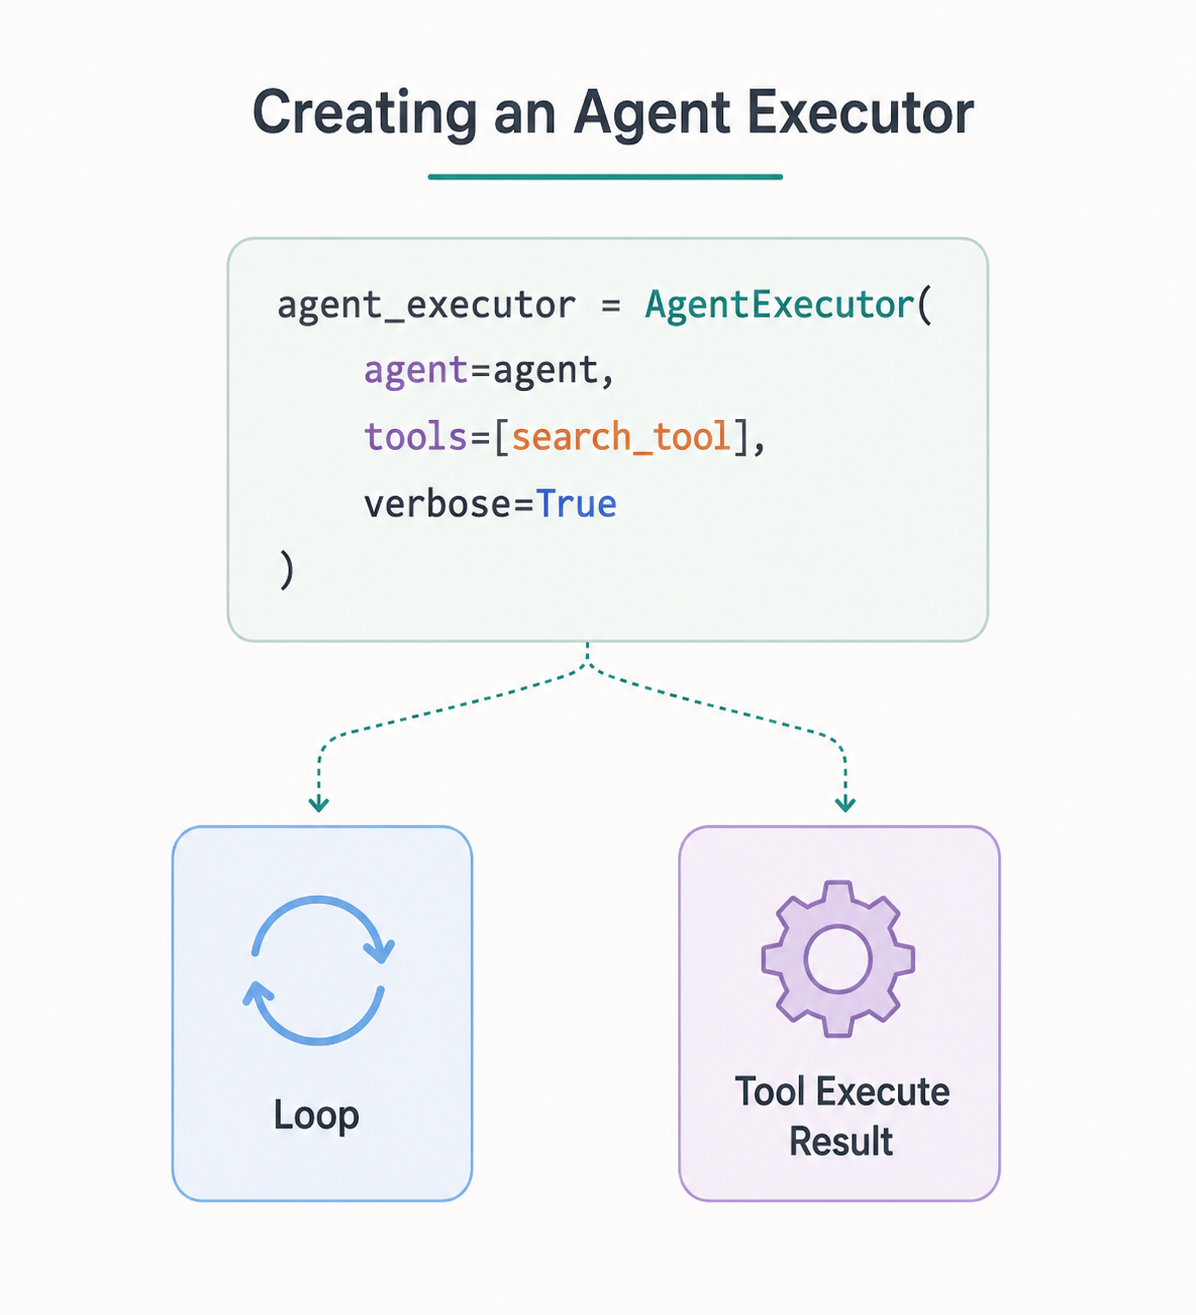 Creating an Agent Executor
agent_executor = AgentExecutor(
    agent=agent,
    tools=[search_tool],
    verbose=True
)
Loop
Tool Execute
Result